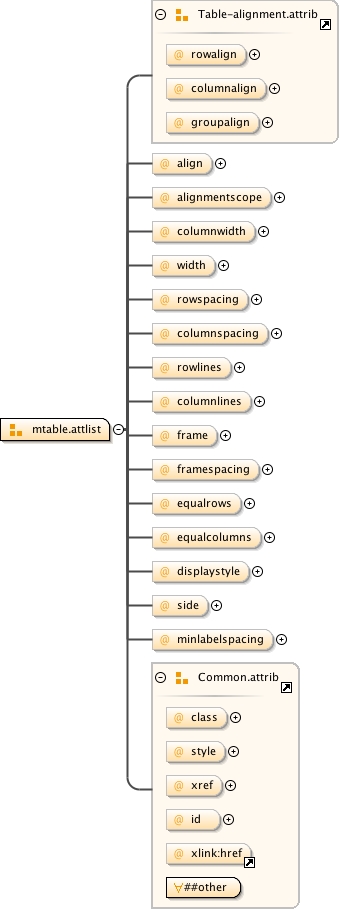 Table-alignment.attrib
@ rowalign
@ columnalign
@ groupalign
@ align
@ alignmentscope
@ columnwidth
@ width
@ rowspacing
@ columnspacing
@ rowlines
@ columnlines
mtable.attlist
@ frame
@ framespacing
@ equalrows
@ equalcolumns
@ displaystyle
@ side
@ minlabelspacing
Common.attrib
@ class
@ style
@ xref
@ id
@ xlink:href
∀##other